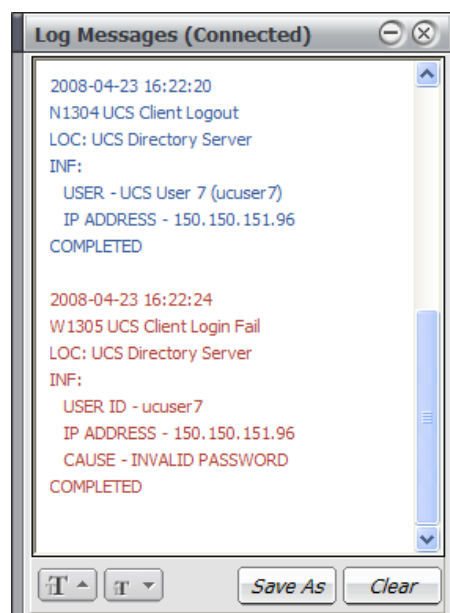 Log Messages (Connected)
2008-04-23 16:22:20
N1304 UCS Client Logout
LOC: UCS Directory Server
INF:
USER - UCS User 7 (ucuser7)
IP ADDRESS - 150.150.151.96
COMPLETED
2008-04-23 16:22:24
W1305 UCS Client Login Fail
LOC: UCS Directory Server
INF:
USER ID - ucuser7
IP ADDRESS - 150.150.151.96
CAUSE - INVALID PASSWORD
COMPLETED
T T Save As Clear